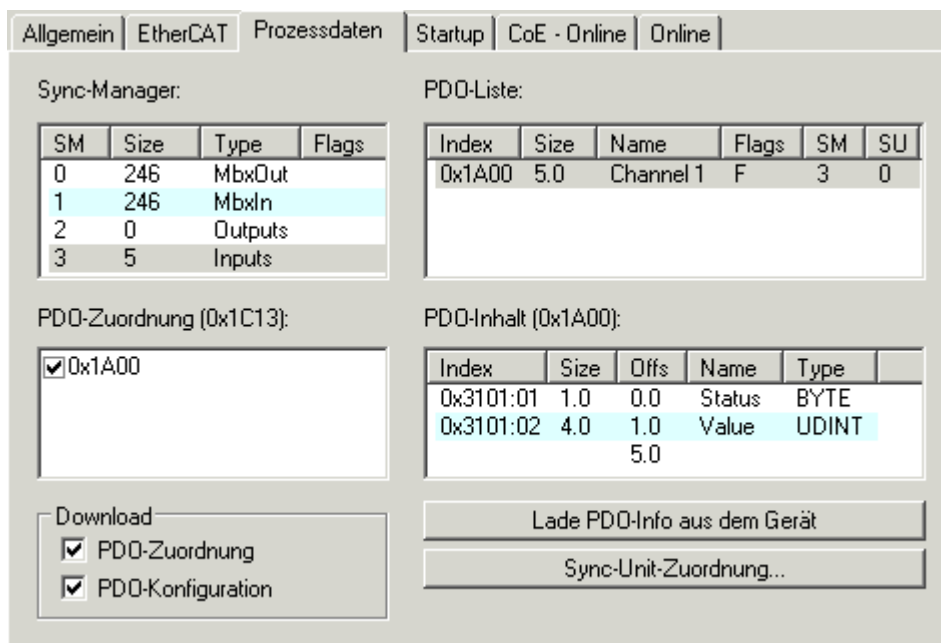 Allgemein EtherCAT Prozessdaten Startup CoE - Online Online
Sync-Manager:
SM Size Type Flags
0 246 MbxOut
1 246 MbxIn
2 0 Outputs
3 5 Inputs
PDO-Liste:
Index Size Name Flags SM SU
0x1A00 5.0 Channel 1 F 3 0
PDO-Zuordnung (0x1C13):
0x1A00
PDO-Inhalt (0x1A00):
Index Size Offs Name Type
0x3101:01 1.0 0.0 Status BYTE
0x3101:02 4.0 1.0 Value UDINT
5.0
Download
PDO-Zuordnung
PDO-Konfiguration
Lade PDO-Info aus dem Gerät
Sync-Unit-Zuordnung...